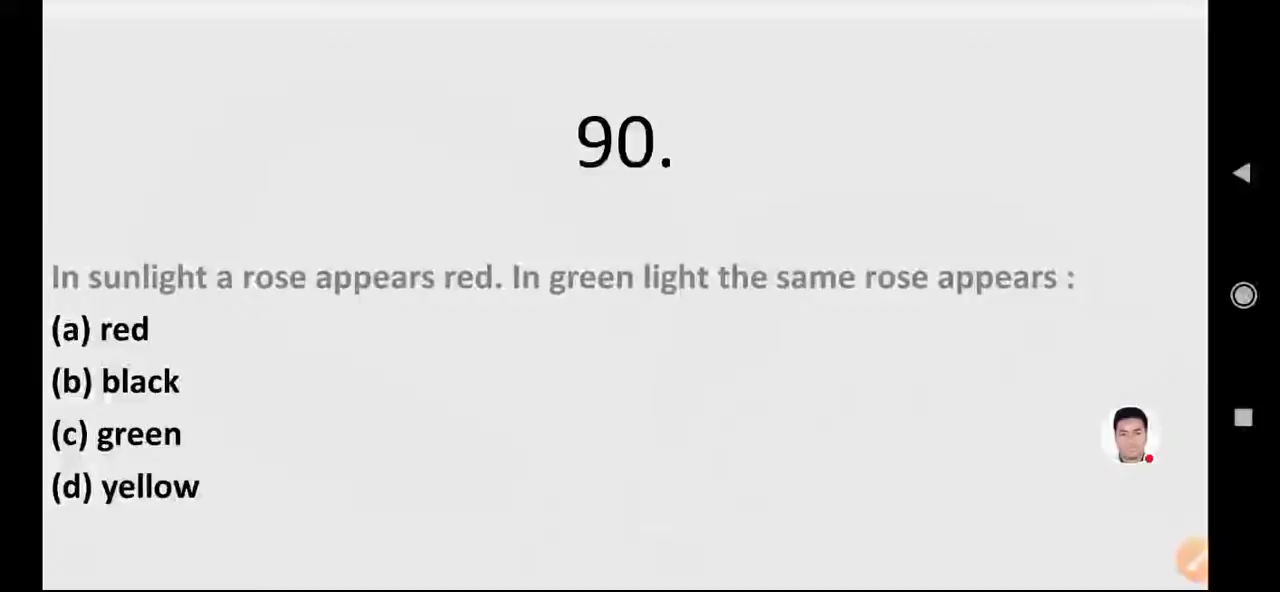 90.
In sunlight a rose appears red. In green light the same rose appears :
(a) red
(b) black
(c) green
(d) yellow